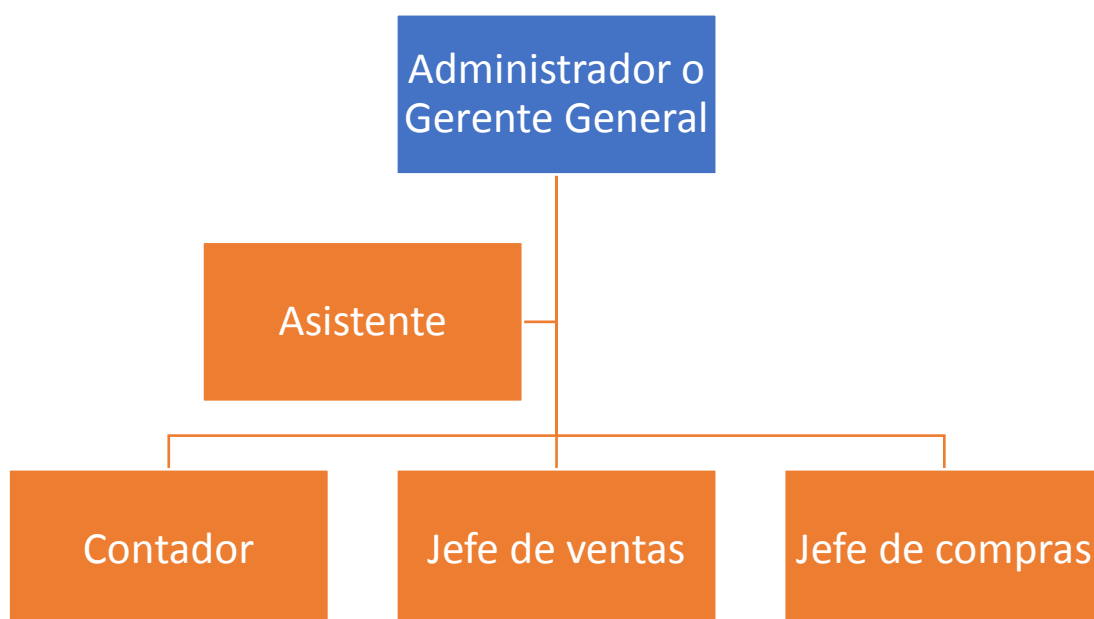 Administrador o
Gerente General
Asistente
Contador
Jefe de ventas
Jefe de compras